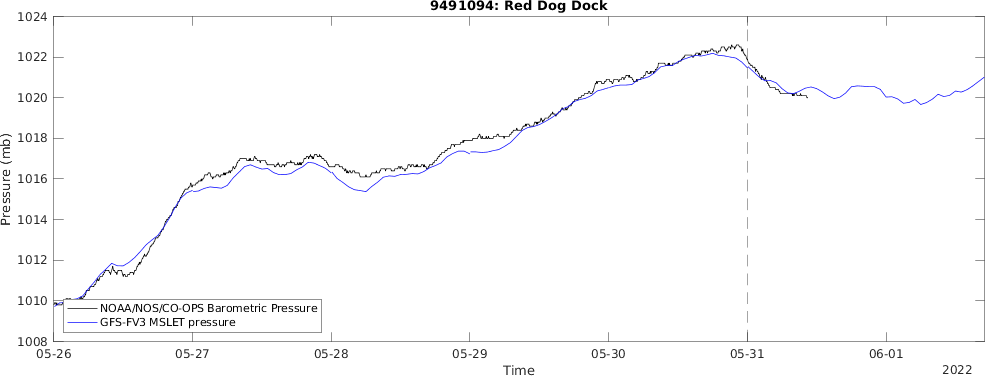 9491094: Red Dog Dock
1024
1022
1020
1018
1016
1014
1012
1010
1008
Pressure (mb)
NOAA/NOS/CO-OPS Barometric Pressure
GFS-FV3 MSLET pressure
05-26 05-27 05-28 05-29 05-30 05-31 06-01
Time
2022